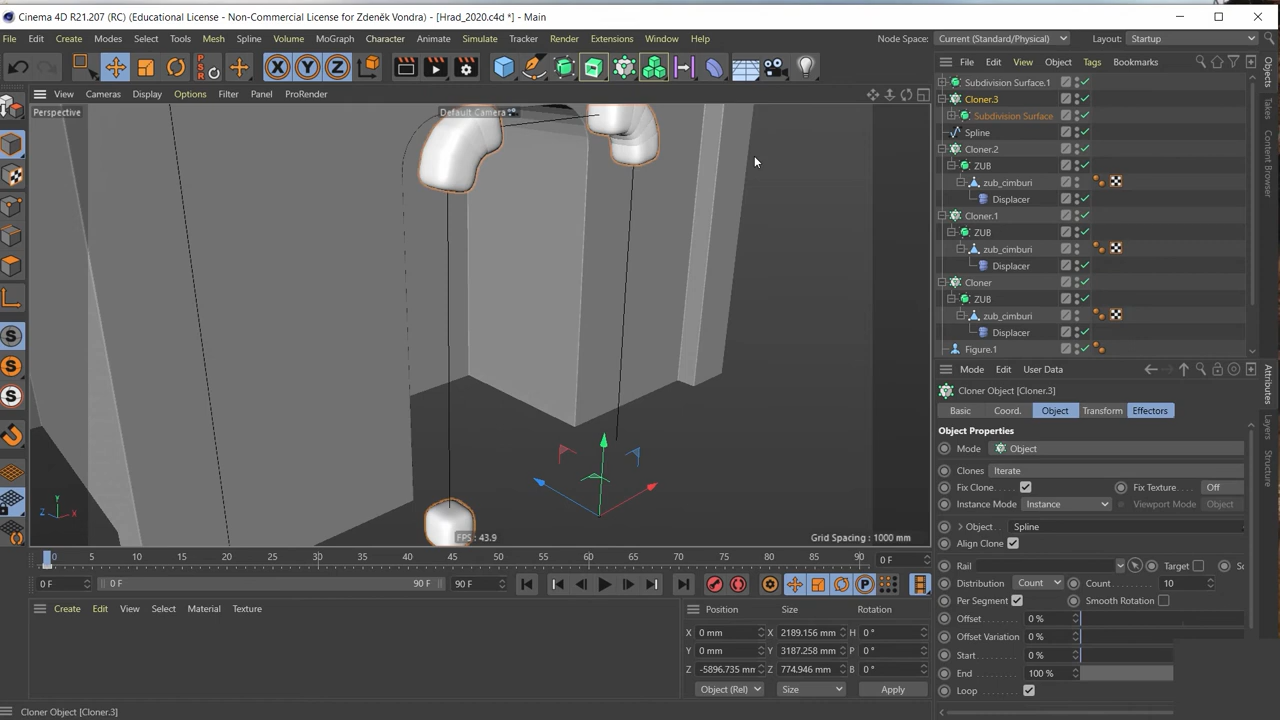 Cinema 4D R21.207 (RC) (Educational License - Non-Commercial License for Zdeněk Vondra) - [Hrad_2020.c4d *] - Main
File Edit Create Modes Select Tools Mesh Spline Volume MoGraph Character Animate Simulate Tracker Render Extensions Window Help Node Space: Current (Standard/Physical) Layout: Startup
X Y Z PSR
View Cameras Display Options Filter Panel ProRender
File Edit View Object Tags Bookmarks
Perspective
Default Camera
Subdivision Surface.1
Cloner.3
Subdivision Surface
Spline
Cloner.2
ZUB
zub_cimburi
Displacer
Cloner.1
ZUB
zub_cimburi
Displacer
Cloner
ZUB
zub_cimburi
Displacer
Figure.1
Objects
Takes
Content Browser
Attributes
Layers
Structure
Mode Edit User Data
Cloner Object [Cloner.3]
Basic Coord. Object Transform Effectors
Object Properties
Mode Object
Clones Iterate
Fix Clone Fix Texture Off
Instance Mode Instance Viewport Mode Object
Object Spline
Align Clone
Rail Target
Distribution Count Count 10
Per Segment Smooth Rotation
Offset 0 %
Offset Variation 0 %
Start 0 %
End 100 %
Loop
Y
Z X
FPS : 43.9
Grid Spacing : 1000 mm
0 5 10 15 20 25 30 35 40 45 50 55 60 65 70 75 80 85 90 0 F
0 F 0 F 90 F 90 F
Create Edit View Select Material Texture
Position Size Rotation
X 0 mm X 2189.156 mm H 0 °
Y 0 mm Y 3187.258 mm P 0 °
Z -5896.735 mm Z 774.946 mm B 0 °
Object (Rel) Size Apply
Cloner Object [Cloner.3]